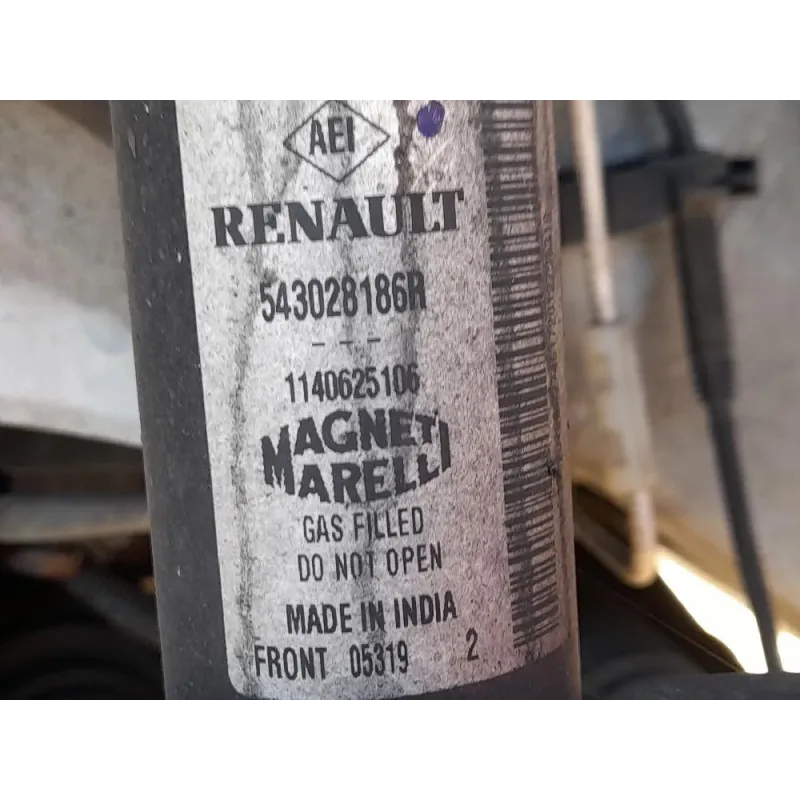 AEI
RENAULT
543028186R
- - -
1140625106
MAGNETI
MARELLI
GAS FILLED
DO NOT OPEN
MADE IN INDIA
FRONT 05319 2